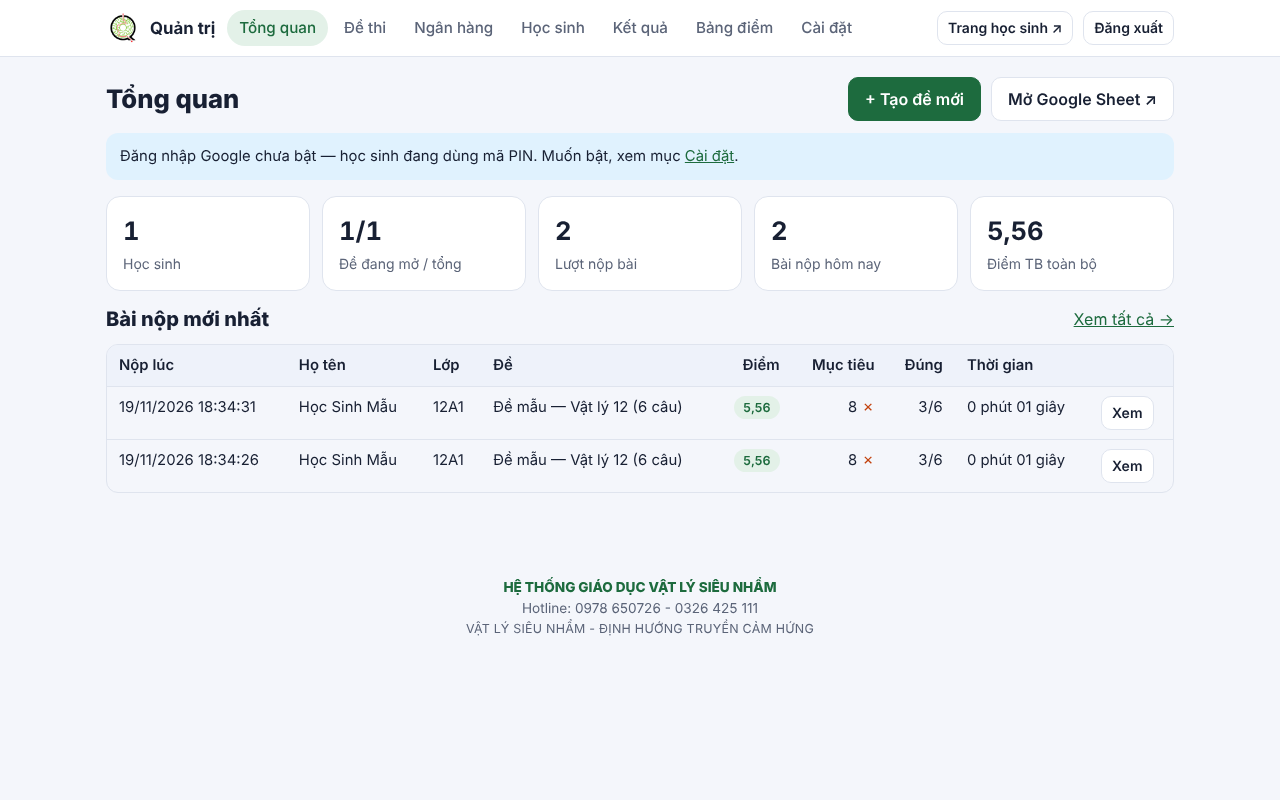 Quản trị Tổng quan Đề thi Ngân hàng Học sinh Kết quả Bảng điểm Cài đặt Trang học sinh ↗ Đăng xuất
Tổng quan + Tạo đề mới Mở Google Sheet ↗
Đăng nhập Google chưa bật — học sinh đang dùng mã PIN. Muốn bật, xem mục Cài đặt.
1 1/1 2 2 5,56
Học sinh Đề đang mở / tổng Lượt nộp bài Bài nộp hôm nay Điểm TB toàn bộ
Bài nộp mới nhất Xem tất cả →
Nộp lúc Họ tên Lớp Đề Điểm Mục tiêu Đúng Thời gian
19/11/2026 18:34:31 Học Sinh Mẫu 12A1 Đề mẫu — Vật lý 12 (6 câu) 5,56 8 × 3/6 0 phút 01 giây Xem
19/11/2026 18:34:26 Học Sinh Mẫu 12A1 Đề mẫu — Vật lý 12 (6 câu) 5,56 8 × 3/6 0 phút 01 giây Xem
HỆ THỐNG GIÁO DỤC VẬT LÝ SIÊU NHẨM
Hotline: 0978 650726 - 0326 425 111
VẬT LÝ SIÊU NHẨM - ĐỊNH HƯỚNG TRUYỀN CẢM HỨNG